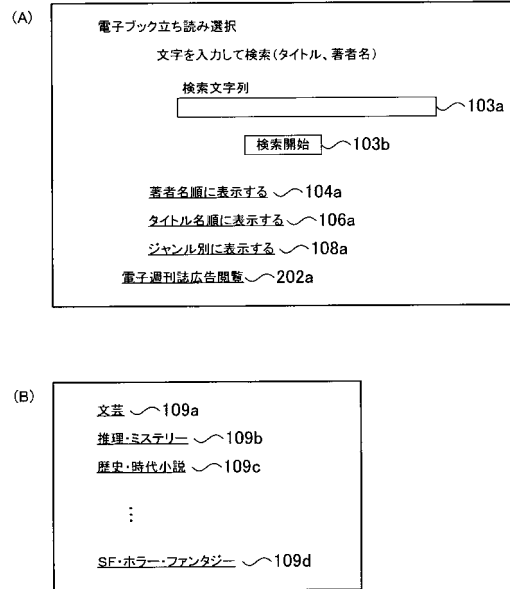 (A)
電子ブック立ち読み選択
文字を入力して検索(タイトル、著者名)
検索文字列
103a
検索開始 103b
著者名順に表示する 104a
タイトル名順に表示する 106a
ジャンル別に表示する 108a
電子週刊誌広告閲覧 202a
(B)
文芸 109a
推理・ミステリー 109b
歴史・時代小説 109c
⋮
SF・ホラー・ファンタジー 109d